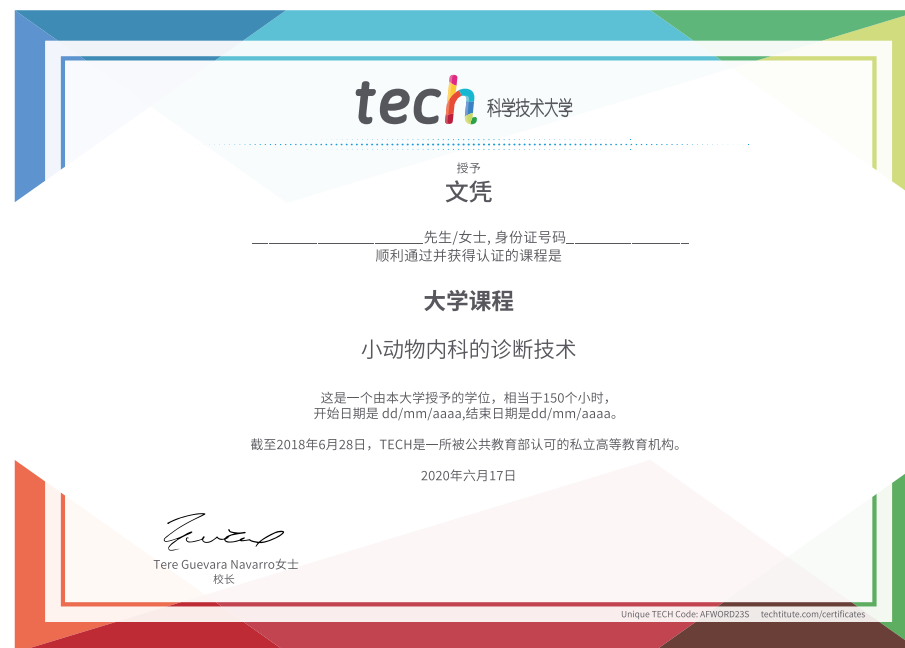 tech 科学技术大学
授予
文凭
______________________先生/女士, 身份证号码________________
顺利通过并获得认证的课程是
大学课程
小动物内科的诊断技术
这是一个由本大学授予的学位，相当于150个小时，
开始日期是 dd/mm/aaaa,结束日期是dd/mm/aaaa。
截至2018年6月28日，TECH是一所被公共教育部认可的私立高等教育机构。
2020年六月17日
Tere Guevara Navarro女士
校长
Unique TECH Code: AFWORD23S techtitute.com/certificates